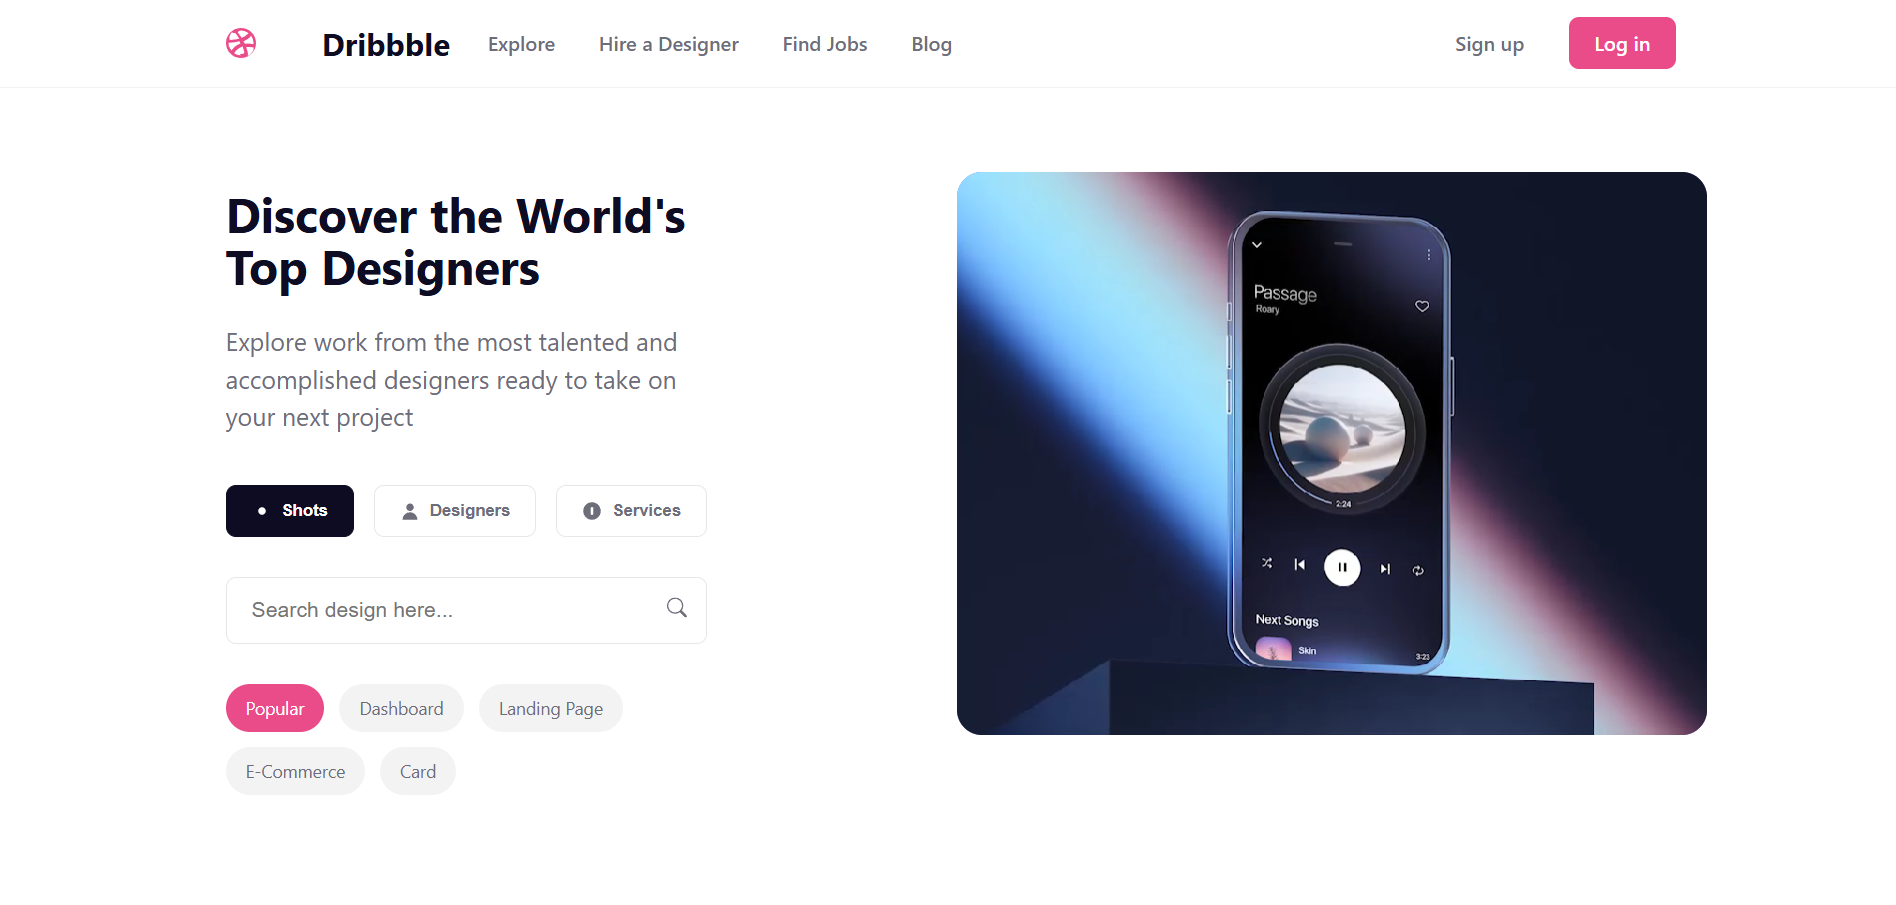 Dribbble
Explore
Hire a Designer
Find Jobs
Blog
Sign up
Log in
Discover the World's
Top Designers
Explore work from the most talented and
accomplished designers ready to take on
your next project
Shots
Designers
Services
Search design here...
Popular
Dashboard
Landing Page
E-Commerce
Card
Passage
Roary
2:24
Next Songs
Skin
3:23